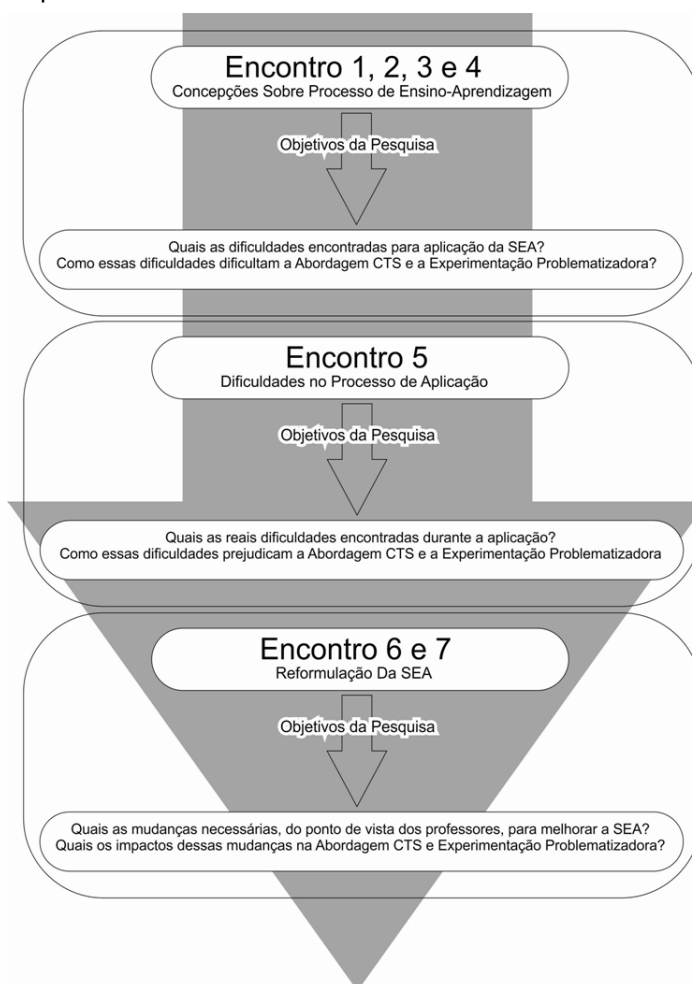 Encontro 1, 2, 3 e 4
Concepções Sobre Processo de Ensino-Aprendizagem
Objetivos da Pesquisa
Quais as dificuldades encontradas para aplicação da SEA?
Como essas dificuldades dificultam a Abordagem CTS e a Experimentação Problematizadora?
Encontro 5
Dificuldades no Processo de Aplicação
Objetivos da Pesquisa
Quais as reais dificuldades encontradas durante a aplicação?
Como essas dificuldades prejudicam a Abordagem CTS e a Experimentação Problematizadora
Encontro 6 e 7
Reformulação Da SEA
Objetivos da Pesquisa
Quais as mudanças necessárias, do ponto de vista dos professores, para melhorar a SEA?
Quais os impactos dessas mudanças na Abordagem CTS e Experimentação Problematizadora?